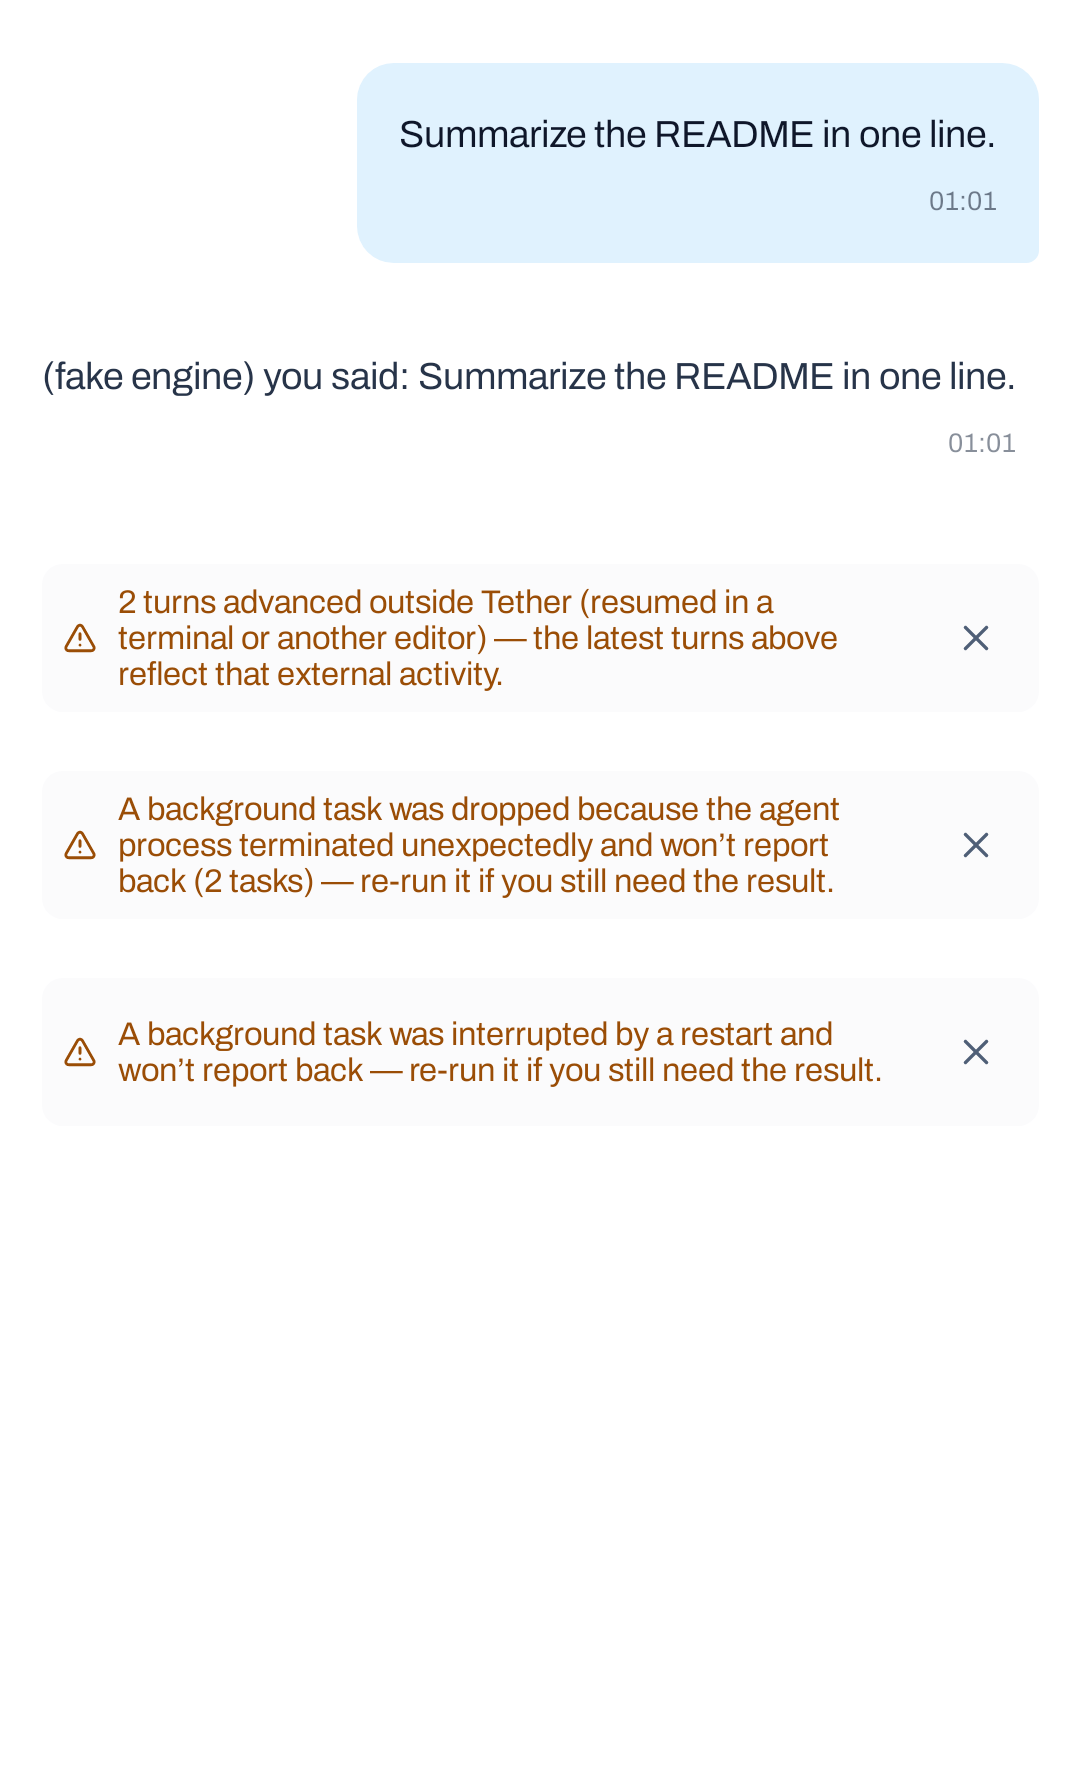 Summarize the README in one line.
01:01
(fake engine) you said: Summarize the README in one line.
01:01
2 turns advanced outside Tether (resumed in a
terminal or another editor) — the latest turns above
reflect that external activity.
A background task was dropped because the agent
process terminated unexpectedly and won’t report
back (2 tasks) — re-run it if you still need the result.
A background task was interrupted by a restart and
won’t report back — re-run it if you still need the result.